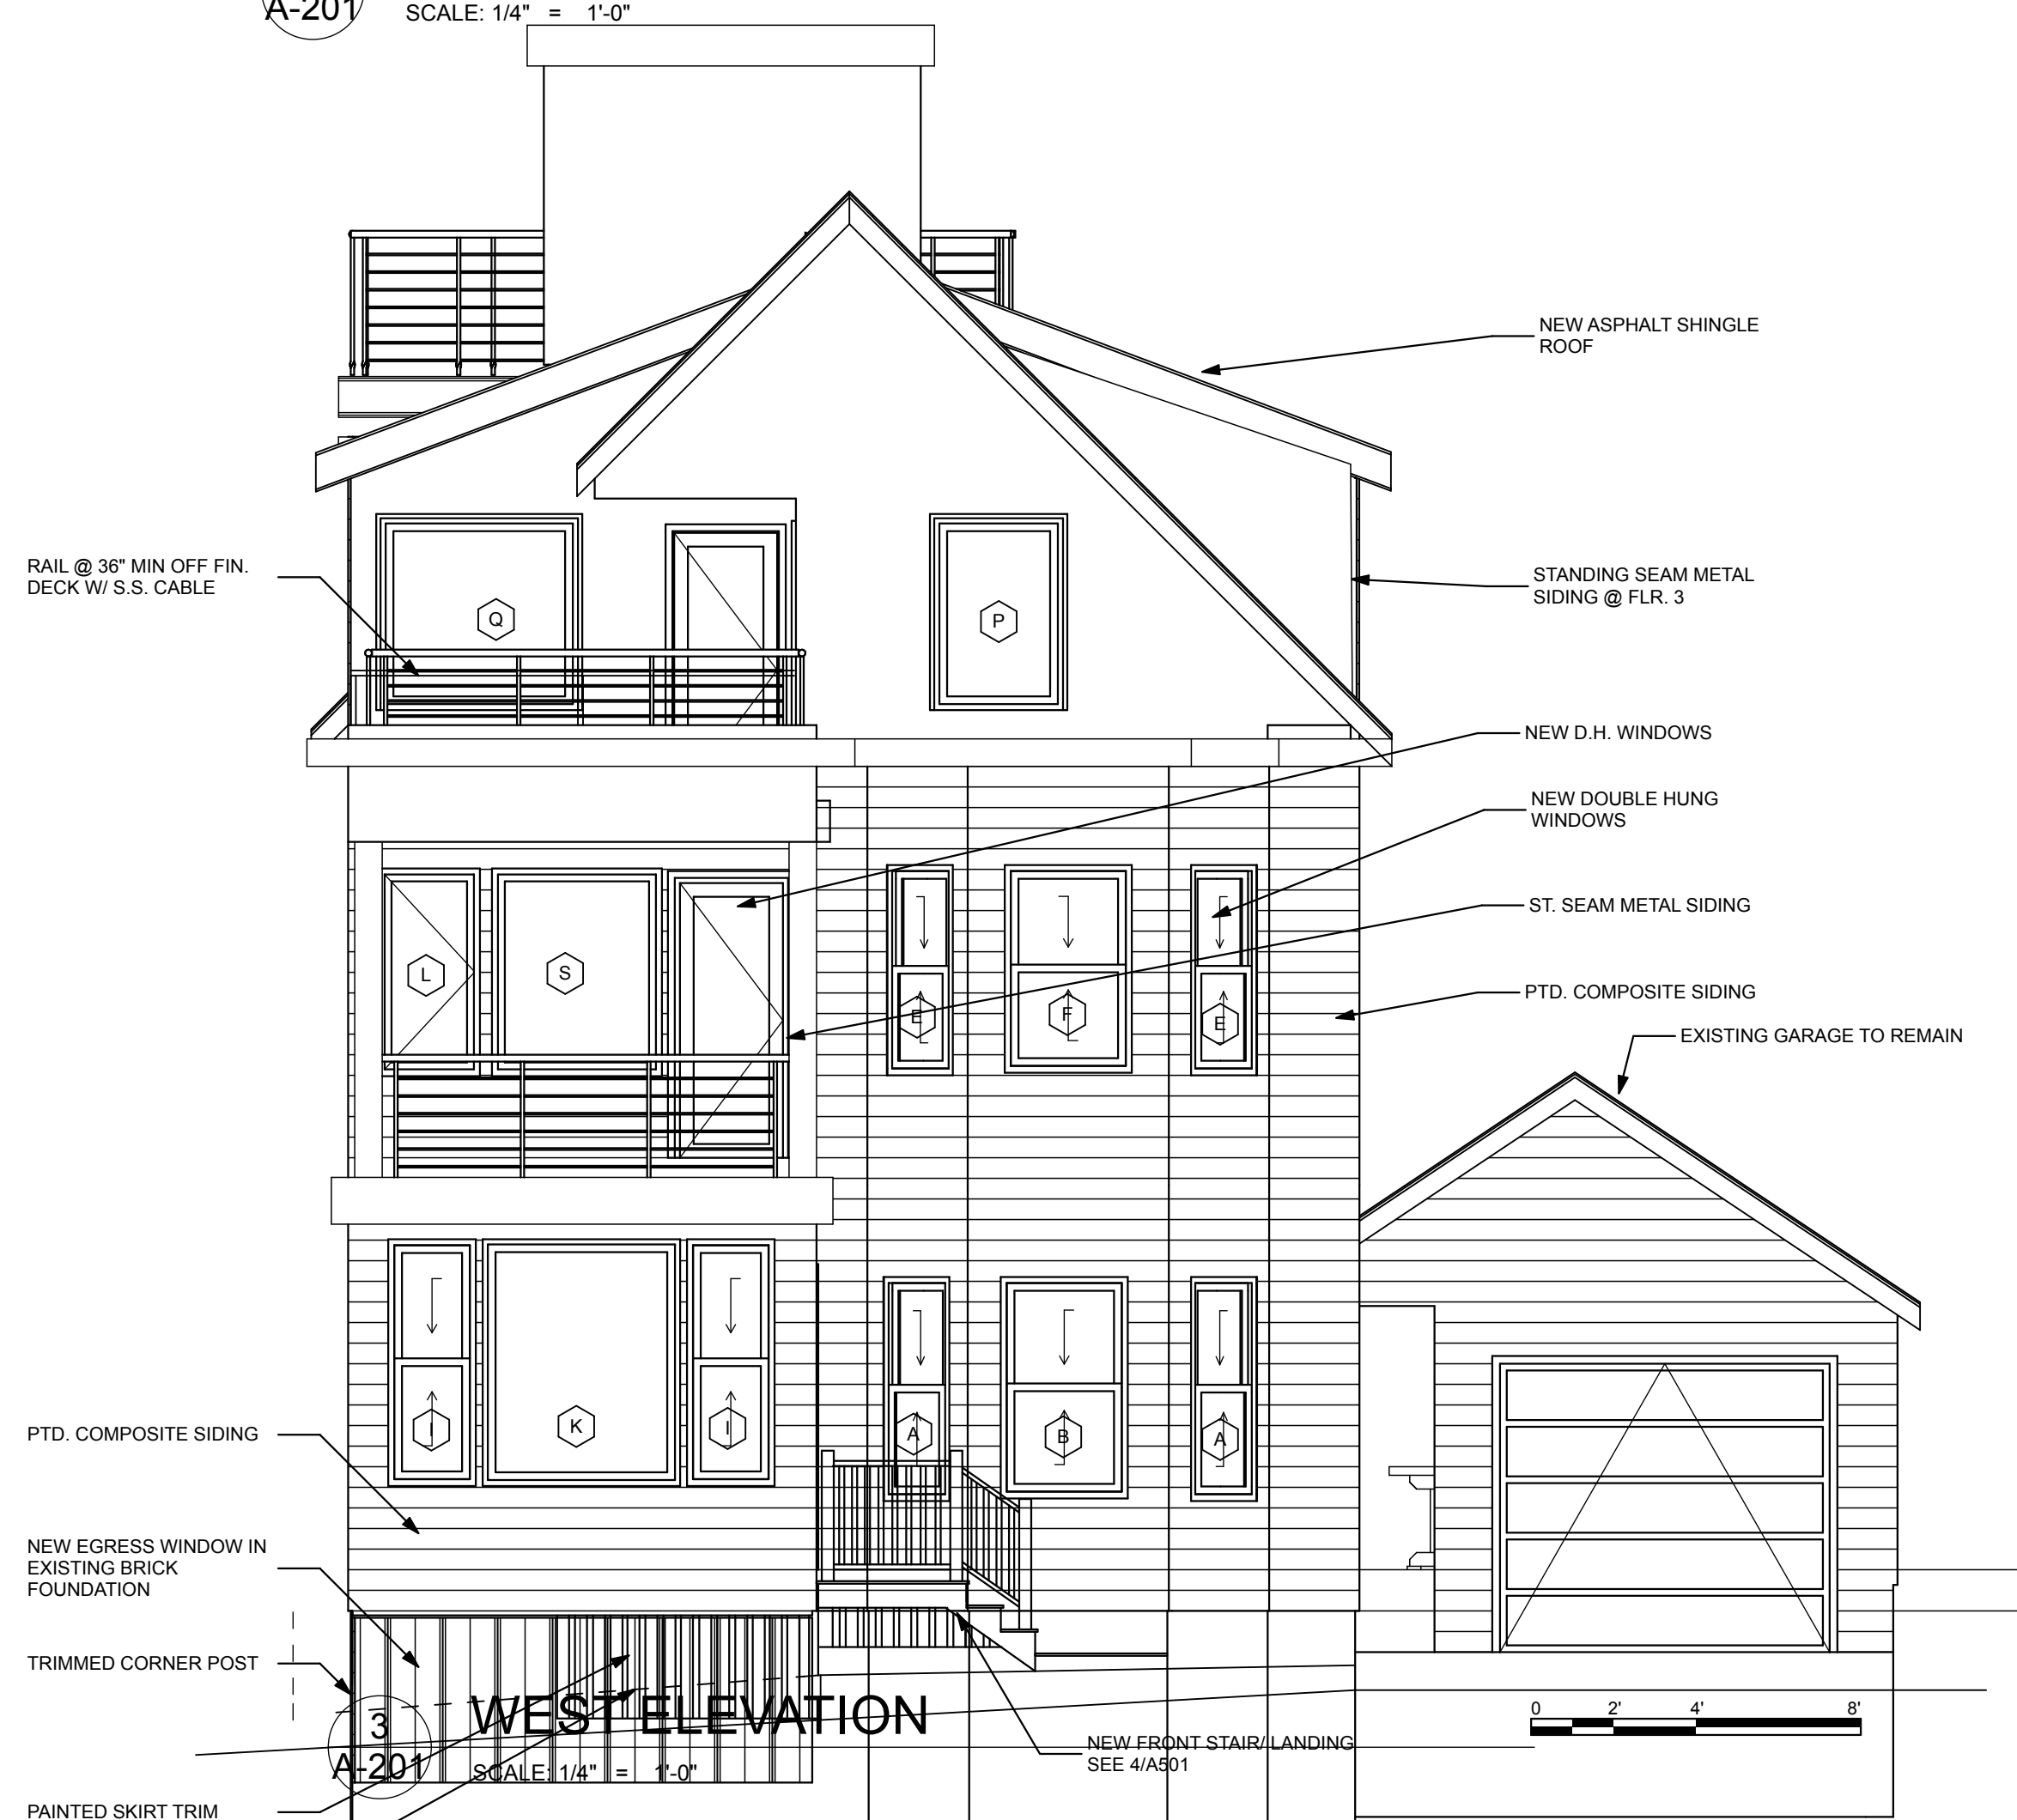 A-201
SCALE: 1/4" = 1'-0"
NEW ASPHALT SHINGLE
ROOF
RAIL @ 36" MIN OFF FIN.
DECK W/ S.S. CABLE
STANDING SEAM METAL
SIDING @ FLR. 3
Q
P
NEW D.H. WINDOWS
NEW DOUBLE HUNG
WINDOWS
ST. SEAM METAL SIDING
L
S
E
F
E
PTD. COMPOSITE SIDING
EXISTING GARAGE TO REMAIN
I
K
I
A
B
A
PTD. COMPOSITE SIDING
NEW EGRESS WINDOW IN
EXISTING BRICK
FOUNDATION
TRIMMED CORNER POST
3
A-201
WEST ELEVATION
SCALE: 1/4" = 1'-0"
NEW FRONT STAIR/ LANDING
SEE 4/A501
0 2' 4' 8'
PAINTED SKIRT TRIM